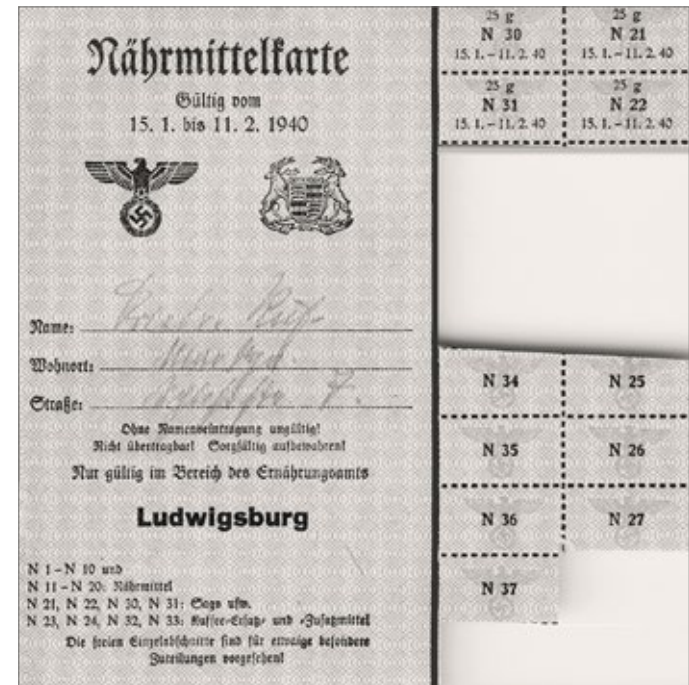 Nährmittelkarte
Gültig vom
15. 1. bis 11. 2. 1940
Name:
Wohnort:
Straße: 7.
Ohne Namenseintragung ungültig!
Nicht übertragbar! Sorgfältig aufbewahren!
Nur gültig im Bereich des Ernährungsamts
Ludwigsburg
N 1 – N 10 und
N 11 – N 20: Nährmittel
N 21, N 22, N 30, N 31: Sago usw.
N 23, N 24, N 32, N 33: Kaffee-Ersatz- und -Zusatzmittel
Die freien Einzelabschnitte sind für etwaige besondere
Zuteilungen vorgesehen!
25 g 25 g
N 30 N 21
15. 1. – 11. 2. 40 15. 1. – 11. 2. 40
25 g 25 g
N 31 N 22
15. 1. – 11. 2. 40 15. 1. – 11. 2. 40
N 34 N 25
N 35 N 26
N 36 N 27
N 37